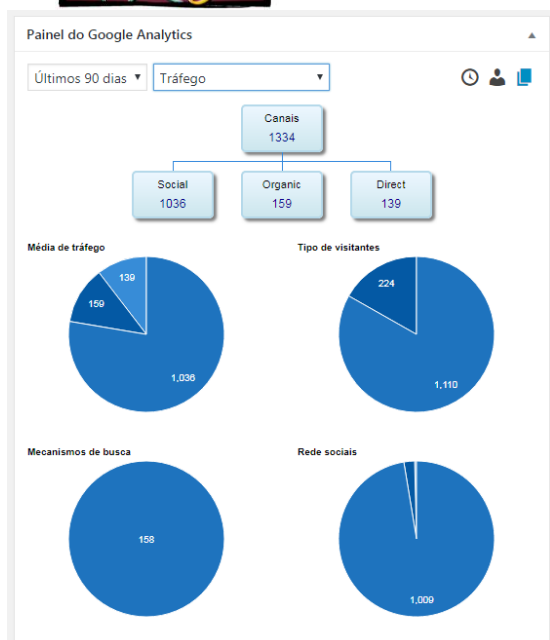 Painel do Google Analytics
Últimos 90 dias
Tráfego
Canais
1334
Social
1036
Organic
159
Direct
139
Média de tráfego
139
159
1,036
Tipo de visitantes
224
1,110
Mecanismos de busca
158
Rede sociais
1,009